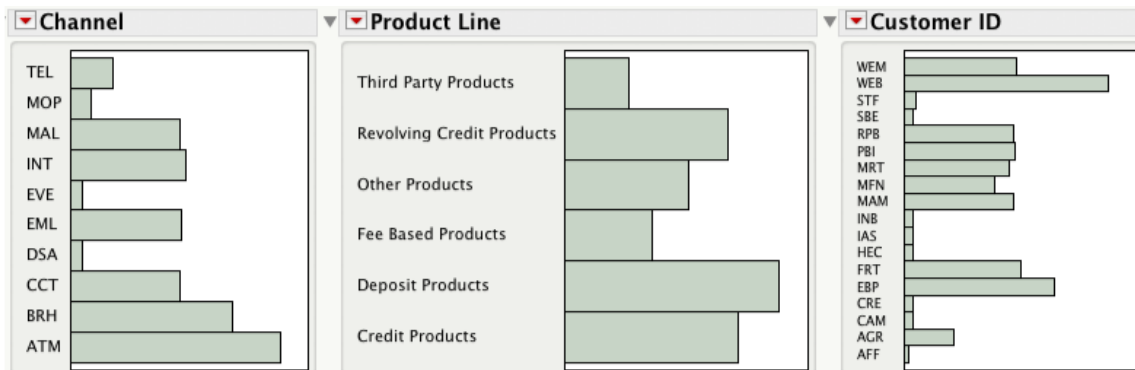 Channel
TEL
MOP
MAL
INT
EVE
EML
DSA
CCT
BRH
ATM
Product Line
Third Party Products
Revolving Credit Products
Other Products
Fee Based Products
Deposit Products
Credit Products
Customer ID
WEM
WEB
STF
SBE
RPB
PBI
MRT
MFN
MAM
INB
IAS
HEC
FRT
EBP
CRE
CAM
AGR
AFF